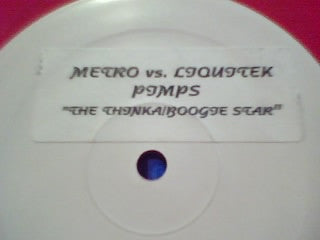 METRO vs. LIQUITEK
PIMPS
"THE THINKA/BOOGIE STAR"